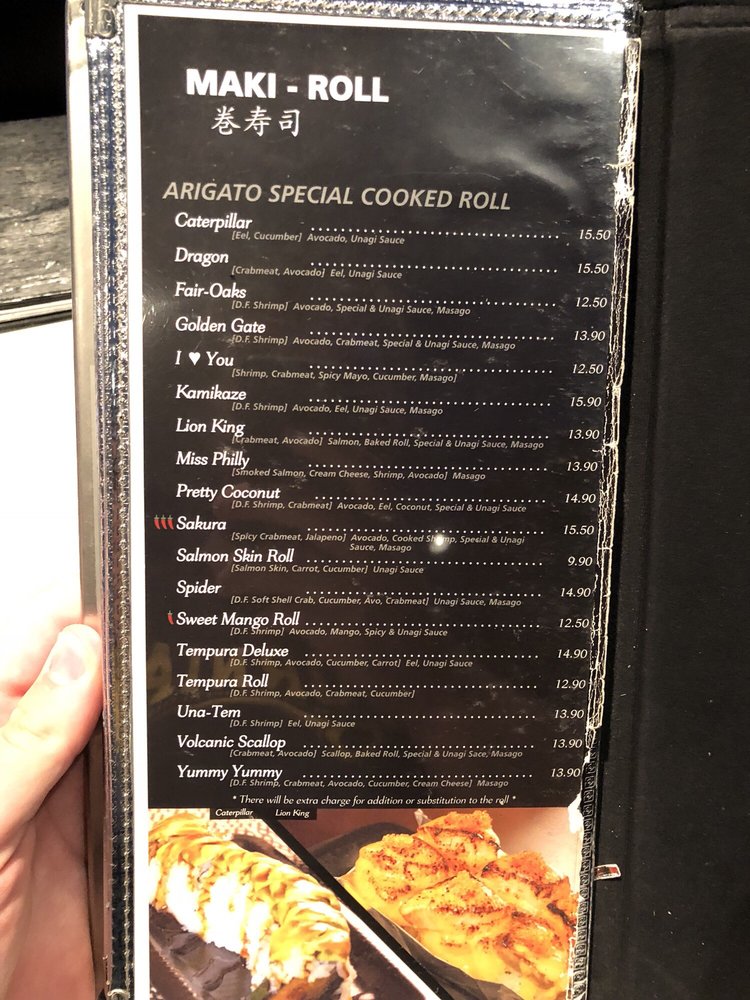 MAKI - ROLL
巻寿司
ARIGATO SPECIAL COOKED ROLL
Caterpillar ........................................ 15.50
[Eel, Cucumber] Avocado, Unagi Sauce
Dragon ........................................ 15.50
[Crabmeat, Avocado] Eel, Unagi Sauce
Fair-Oaks ........................................ 12.50
[D.F. Shrimp] Avocado, Special & Unagi Sauce, Masago
Golden Gate ........................................ 13.90
[D.F. Shrimp] Avocado, Crabmeat, Special & Unagi Sauce, Masago
I ♥ You ........................................ 12.50
[Shrimp, Crabmeat, Spicy Mayo, Cucumber, Masago]
Kamikaze ........................................ 15.90
[D.F. Shrimp] Avocado, Eel, Unagi Sauce, Masago
Lion King ........................................ 13.90
[Crabmeat, Avocado] Salmon, Baked Roll, Special & Unagi Sauce, Masago
Miss Philly ........................................ 13.90
[Smoked Salmon, Cream Cheese, Shrimp, Avocado] Masago
Pretty Coconut ........................................ 14.90
[D.F. Shrimp, Crabmeat] Avocado, Eel, Coconut, Special & Unagi Sauce
Sakura ........................................ 15.50
[Spicy Crabmeat, Jalapeno] Avocado, Cooked Shrimp, Special & Unagi
Sauce, Masago
Salmon Skin Roll ........................................ 9.90
[Salmon Skin, Carrot, Cucumber] Unagi Sauce
Spider ........................................ 14.90
[D.F. Soft Shell Crab, Cucumber, Avo, Crabmeat] Unagi Sauce, Masago
Sweet Mango Roll ........................................ 12.50
[D.F. Shrimp] Avocado, Mango, Spicy & Unagi Sauce
Tempura Deluxe ........................................ 14.90
[D.F. Shrimp, Avocado, Cucumber, Carrot] Eel, Unagi Sauce
Tempura Roll ........................................ 12.90
[D.F. Shrimp, Avocado, Crabmeat, Cucumber]
Una-Tem ........................................ 13.90
[D.F. Shrimp] Eel, Unagi Sauce
Volcanic Scallop ........................................ 13.90
[Crabmeat, Avocado] Scallop, Baked Roll, Special & Unagi Sace, Masago
Yummy Yummy ........................................ 13.90
[D.F. Shrimp, Crabmeat, Avocado, Cucumber, Cream Cheese] Masago
* There will be extra charge for addition or substitution to the roll *
Caterpillar Lion King